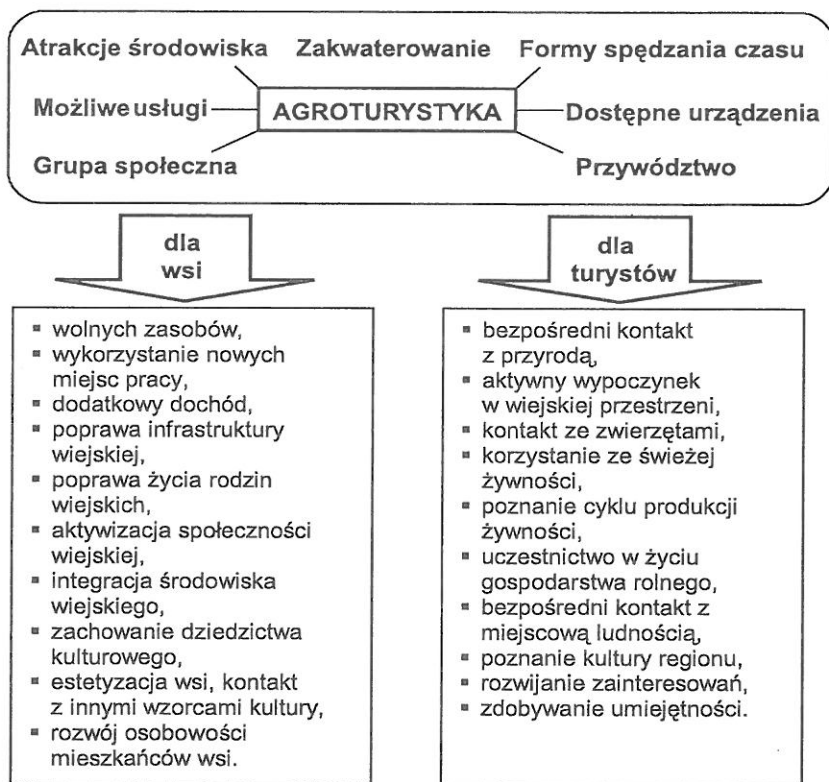 Atrakcje środowiska Zakwaterowanie Formy spędzania czasu
Możliwe usługi AGROTURYSTYKA Dostępne urządzenia
Grupa społeczna Przywództwo
dla
wsi
▪ wolnych zasobów,
▪ wykorzystanie nowych
miejsc pracy,
▪ dodatkowy dochód,
▪ poprawa infrastruktury
wiejskiej,
▪ poprawa życia rodzin
wiejskich,
▪ aktywizacja społeczności
wiejskiej,
▪ integracja środowiska
wiejskiego,
▪ zachowanie dziedzictwa
kulturowego,
▪ estetyzacja wsi, kontakt
z innymi wzorcami kultury,
▪ rozwój osobowości
mieszkańców wsi.
dla
turystów
▪ bezpośredni kontakt
z przyrodą,
▪ aktywny wypoczynek
w wiejskiej przestrzeni,
▪ kontakt ze zwierzętami,
▪ korzystanie ze świeżej
żywności,
▪ poznanie cyklu produkcji
żywności,
▪ uczestnictwo w życiu
gospodarstwa rolnego,
▪ bezpośredni kontakt z
miejscową ludnością,
▪ poznanie kultury regionu,
▪ rozwijanie zainteresowań,
▪ zdobywanie umiejętności.